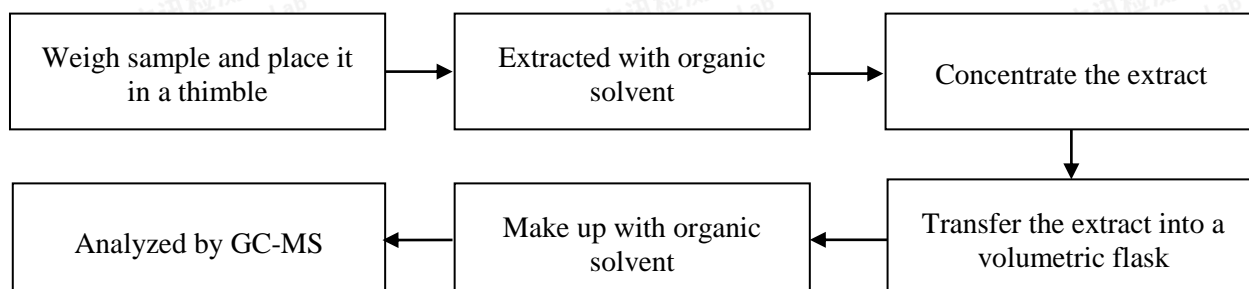 Weigh sample and place it
in a thimble
Extracted with organic
solvent
Concentrate the extract
Transfer the extract into a
volumetric flask
Make up with organic
solvent
Analyzed by GC-MS